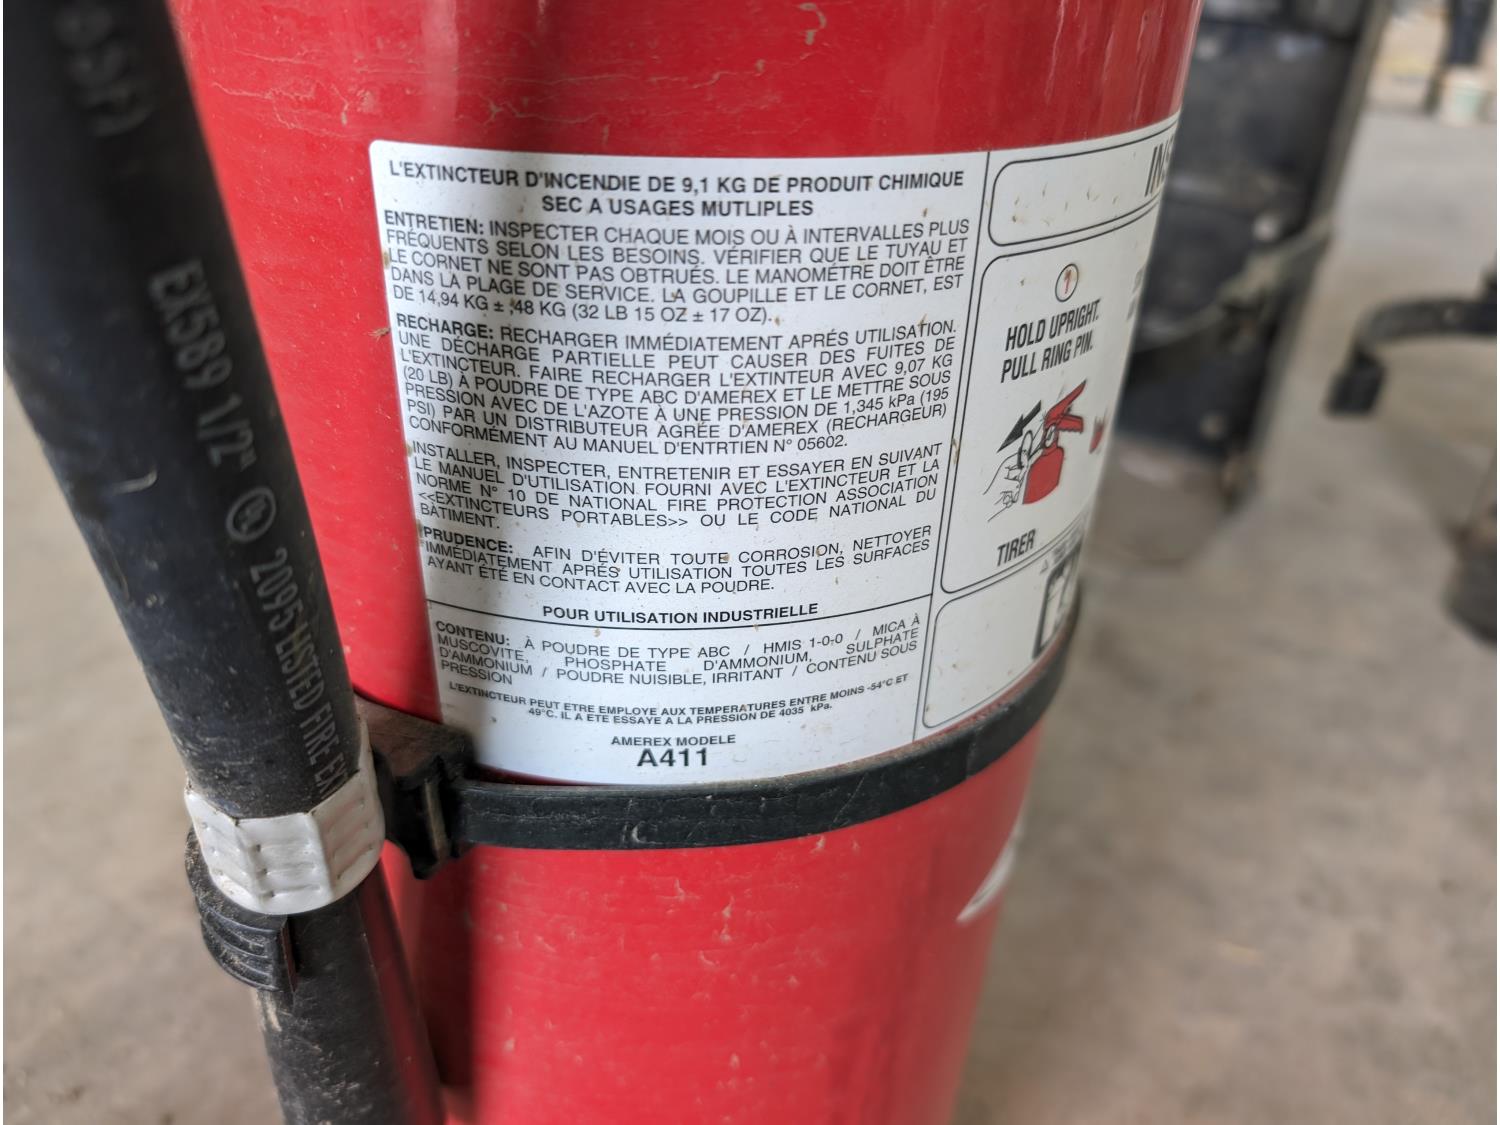 L'EXTINCTEUR D'INCENDIE DE 9,1 KG DE PRODUIT CHIMIQUE
SEC A USAGES MUTLIPLES
ENTRETIEN: INSPECTER CHAQUE MOIS OU À INTERVALLES PLUS
FRÉQUENTS SELON LES BESOINS. VÉRIFIER QUE LE TUYAU ET
LE CORNET NE SONT PAS OBTRUÉS. LE MANOMÉTRE DOIT ÊTRE
DANS LA PLAGE DE SERVICE. LA GOUPILLE ET LE CORNET, EST
DE 14,94 KG ± ,48 KG (32 LB 15 OZ ± 17 OZ).
RECHARGE: RECHARGER IMMÉDIATEMENT APRÉS UTILISATION.
UNE DÉCHARGE PARTIELLE PEUT CAUSER DES FUITES DE
L'EXTINCTEUR. FAIRE RECHARGER L'EXTINTEUR AVEC 9,07 KG
(20 LB) À POUDRE DE TYPE ABC D'AMEREX ET LE METTRE SOUS
PRESSION AVEC DE L'AZOTE À UNE PRESSION DE 1,345 kPa (195
PSI) PAR UN DISTRIBUTEUR AGRÉE D'AMEREX (RECHARGEUR)
CONFORMÉMENT AU MANUEL D'ENTRTIEN N° 05602.
INSTALLER, INSPECTER, ENTRETENIR ET ESSAYER EN SUIVANT
LE MANUEL D'UTILISATION FOURNI AVEC L'EXTINCTEUR ET LA
NORME N° 10 DE NATIONAL FIRE PROTECTION ASSOCIATION
<<EXTINCTEURS PORTABLES>> OU LE CODE NATIONAL DU
BÂTIMENT.
PRUDENCE: AFIN D'ÉVITER TOUTE CORROSION, NETTOYER
IMMÉDIATEMENT APRÉS UTILISATION TOUTES LES SURFACES
AYANT ÉTÉ EN CONTACT AVEC LA POUDRE.
POUR UTILISATION INDUSTRIELLE
CONTENU: À POUDRE DE TYPE ABC / HMIS 1-0-0 / MICA À
MUSCOVITE, PHOSPHATE D'AMMONIUM, SULPHATE
D'AMMONIUM / POUDRE NUISIBLE, IRRITANT / CONTENU SOUS
PRESSION
L'EXTINCTEUR PEUT ETRE EMPLOYE AUX TEMPERATURES ENTRE MOINS -54°C ET
49°C. IL A ETE ESSAYE A LA PRESSION DE 4035 kPa.
AMEREX MODELE
A411
HOLD UPRIGHT.
PULL RING PIN.
TIRER
EX589 1/2" UL 2095 LISTED FIRE